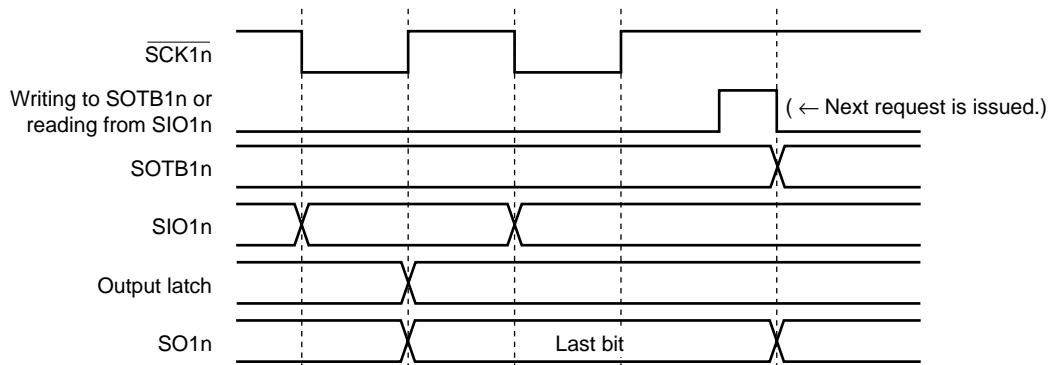 SCK1n
Writing to SOTB1n or
reading from SIO1n
( ← Next request is issued.)
SOTB1n
SIO1n
Output latch
SO1n
Last bit